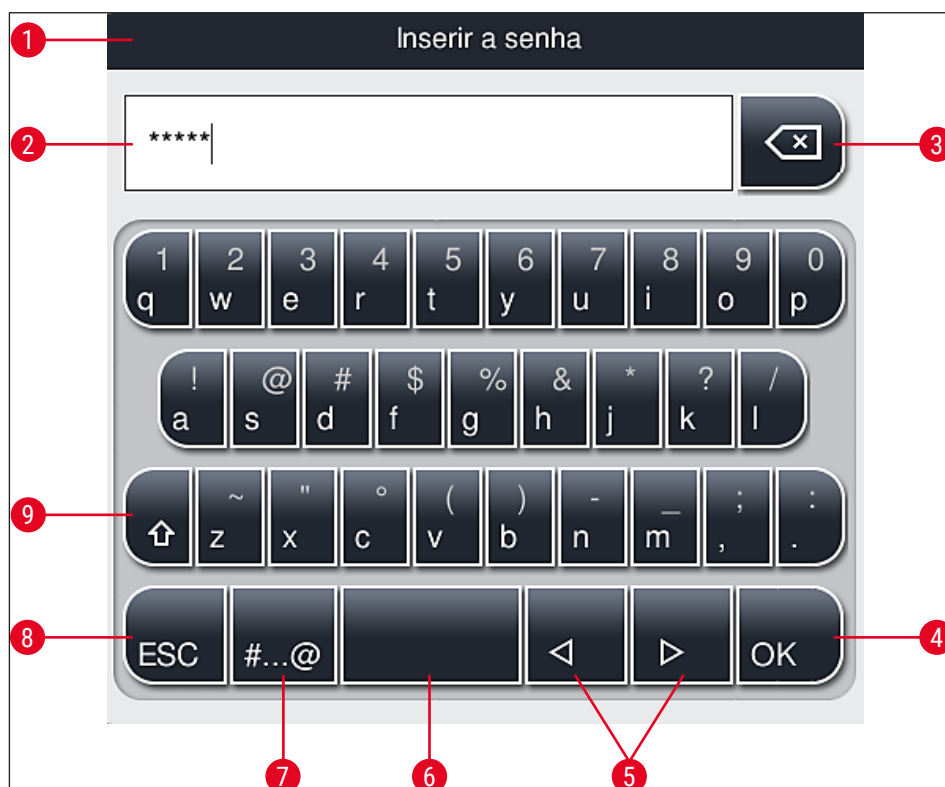 1 Inserir a senha
2 ***** 3
1 2 3 4 5 6 7 8 9 0
q w e r t y u i o p
! @ # $ % & * ? /
a s d f g h j k l
9 ~ " ° ( ) - _ ; :
z x c v b n m , .
8 ESC #...@ OK 4
7 6 5